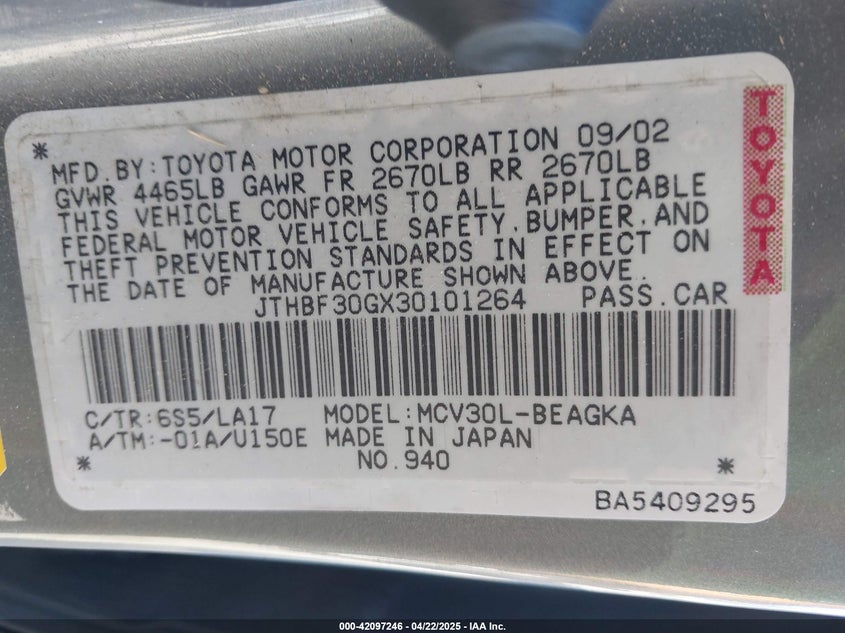 MFD.BY:TOYOTA MOTOR CORPORATION 09/02
GVWR 4465LB GAWR FR 2670LB RR 2670LB
THIS VEHICLE CONFORMS TO ALL APPLICABLE
FEDERAL MOTOR VEHICLE SAFETY,BUMPER,AND
THEFT PREVENTION STANDARDS IN EFFECT ON
THE DATE OF MANUFACTURE SHOWN ABOVE.
JTHBF30GX30101264 PASS.CAR
TOYOTA
C/TR:6S5/LA17 MODEL:MCV30L-BEAGKA
A/TM:-01A/U150E MADE IN JAPAN
NO.940
BA5409295
000-42097246 - 04/22/2025 - IAA Inc.